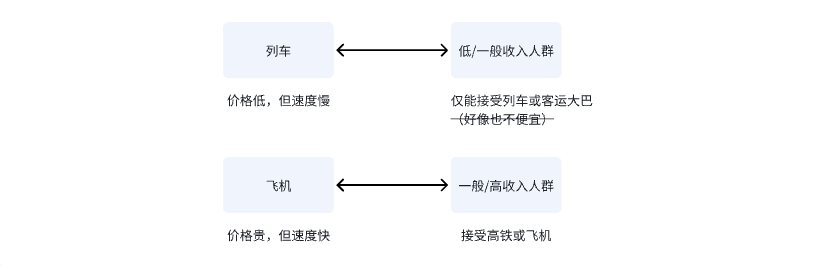 列车
低/一般收入人群
价格低，但速度慢
仅能接受列车或客运大巴
（好像也不便宜）
飞机
一般/高收入人群
价格贵，但速度快
接受高铁或飞机